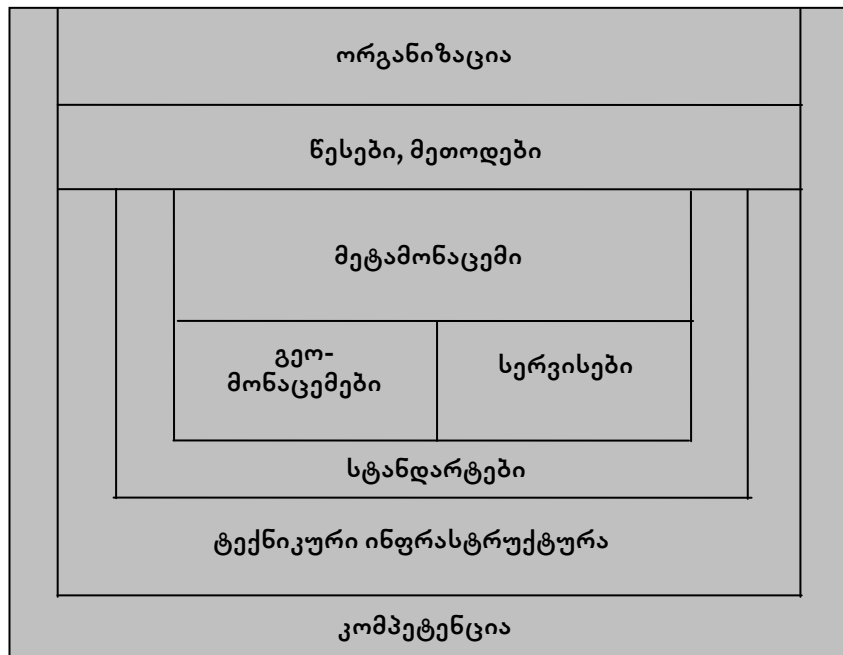 ორგანიზაცია
წესები, მეთოდები
მეტამონაცემი
გეო-
მონაცემები
სერვისები
სტანდარტები
ტექნიკური ინფრასტრუქტურა
კომპეტენცია